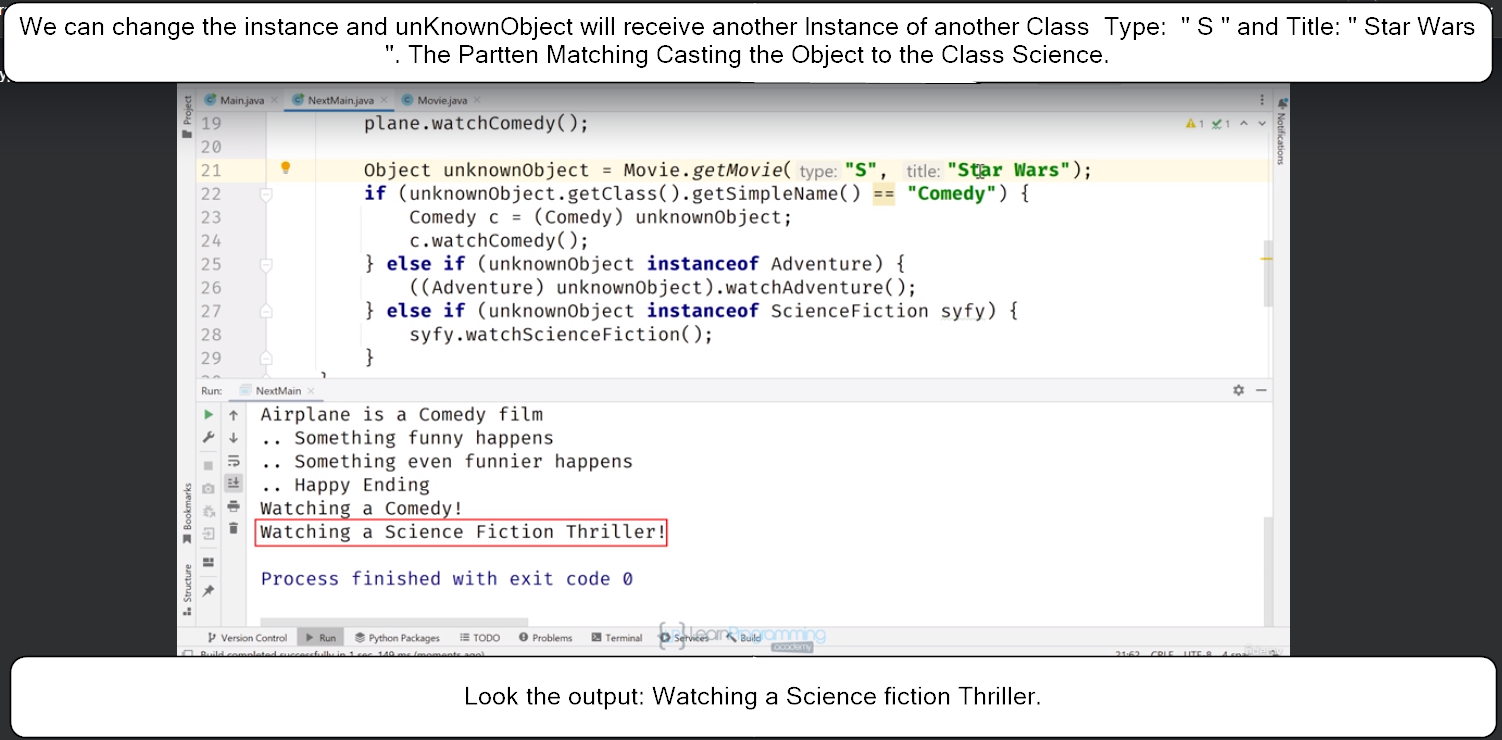 We can change the instance and unKnownObject will receive another Instance of another Class  Type:  " S " and Title: " Star Wars
". The Partten Matching Casting the Object to the Class Science.
Project
Main.java
NextMain.java
Movie.java
Notifications
19 plane.watchComedy();
1 1
20
21 Object unknownObject = Movie.getMovie( type: "S", title: "Star Wars");
22 if (unknownObject.getClass().getSimpleName() == "Comedy") {
23 Comedy c = (Comedy) unknownObject;
24 c.watchComedy();
25 } else if (unknownObject instanceof Adventure) {
26 ((Adventure) unknownObject).watchAdventure();
27 } else if (unknownObject instanceof ScienceFiction syfy) {
28 syfy.watchScienceFiction();
29 }
Run: NextMain
Airplane is a Comedy film
.. Something funny happens
.. Something even funnier happens
.. Happy Ending
Watching a Comedy!
Watching a Science Fiction Thriller!
Process finished with exit code 0
Bookmarks
Structure
Version Control Run Python Packages TODO Problems Terminal Services Build
LearnProgramming
academy
Build completed successfully in 1 sec, 149 ms (moments ago)
21:62 CRLF UTF-8
Look the output: Watching a Science fiction Thriller.